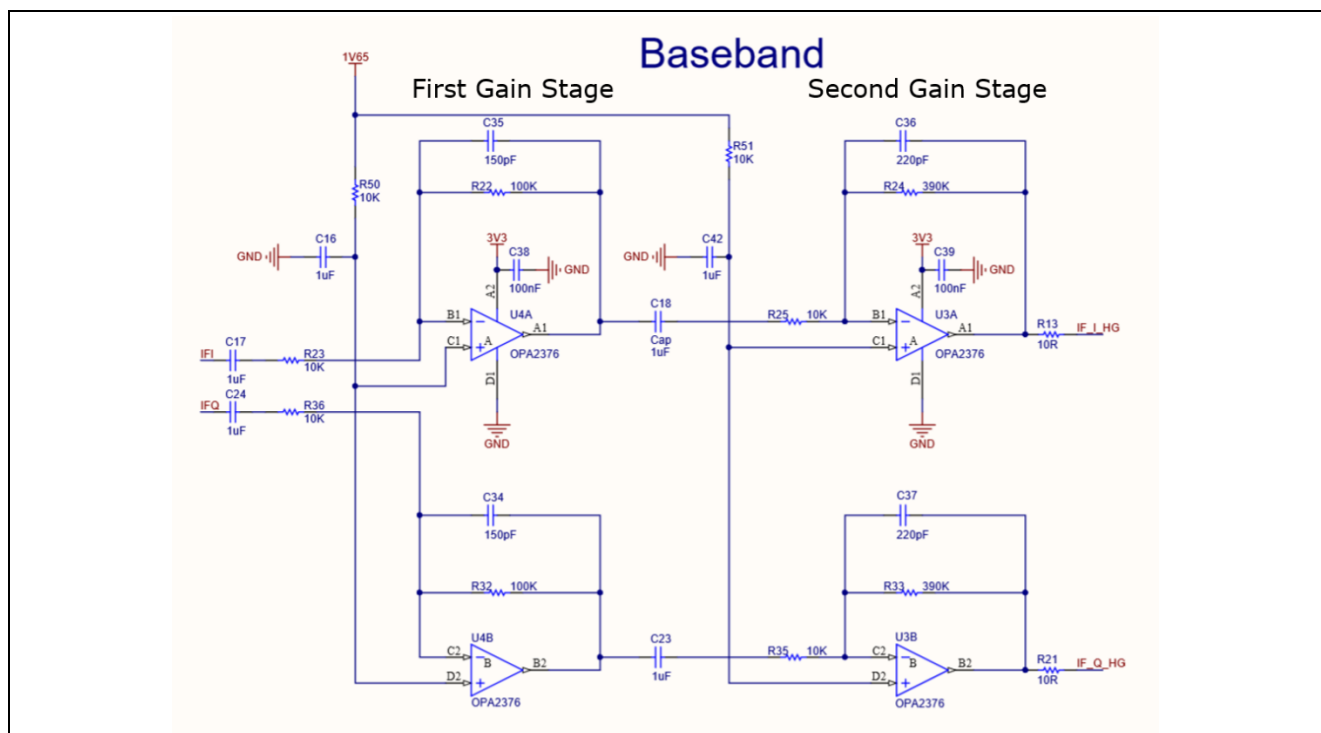 Baseband
1V65
First Gain Stage
Second Gain Stage
C35
150pF
R22 100K
R50
10K
GND
C16
1uF
3V3
C38
100nF
GND
A2
U4A
B1
A1
C1
A
OPA2376
D1
GND
IFI
C17
1uF
R23
10K
IFQ
C24
1uF
R36
10K
R51
10K
GND
C42
1uF
C18
Cap
1uF
R25 10K
C36
220pF
R24 390K
3V3
C39
100nF
GND
A2
U3A
B1
A1
C1
A
OPA2376
D1
GND
R13
10R
IF_I_HG
C34
150pF
R32 100K
U4B
C2
B
B2
D2
OPA2376
C23
1uF
R35 10K
C37
220pF
R33 390K
U3B
C2
B
B2
D2
OPA2376
R21
10R
IF_Q_HG